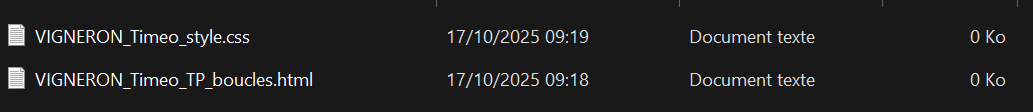 VIGNERON_Timeo_style.css 17/10/2025 09:19 Document texte 0 Ko
VIGNERON_Timeo_TP_boucles.html 17/10/2025 09:18 Document texte 0 Ko